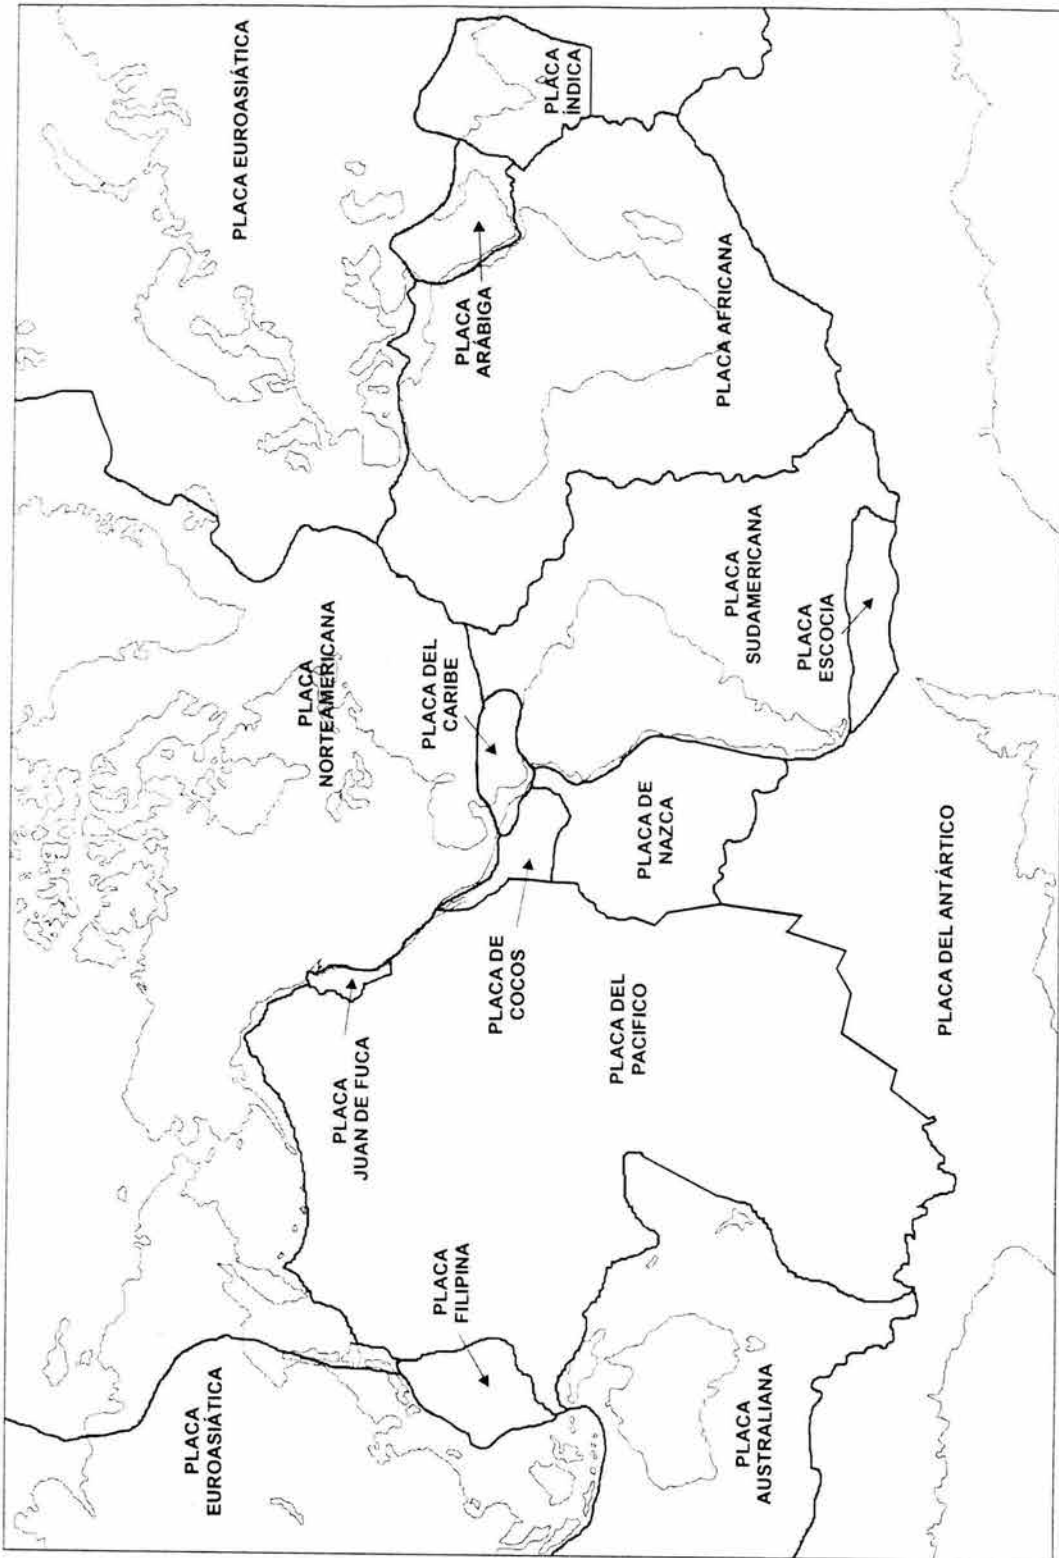 PLACA
EUROASIÁTICA
PLACA
FILIPINA
PLACA
AUSTRALIANA
PLACA
JUAN DE FUCA
PLACA DE
COCOS
PLACA DEL
PACIFICO
PLACA DEL ANTÁRTICO
PLACA
NORTEAMERICANA
PLACA DEL
CARIBE
PLACA DE
NAZCA
PLACA
SUDAMERICANA
PLACA
ESCOCIA
PLACA EUROASIÁTICA
PLACA
ARÁBIGA
PLACA
ÍNDICA
PLACA AFRICANA